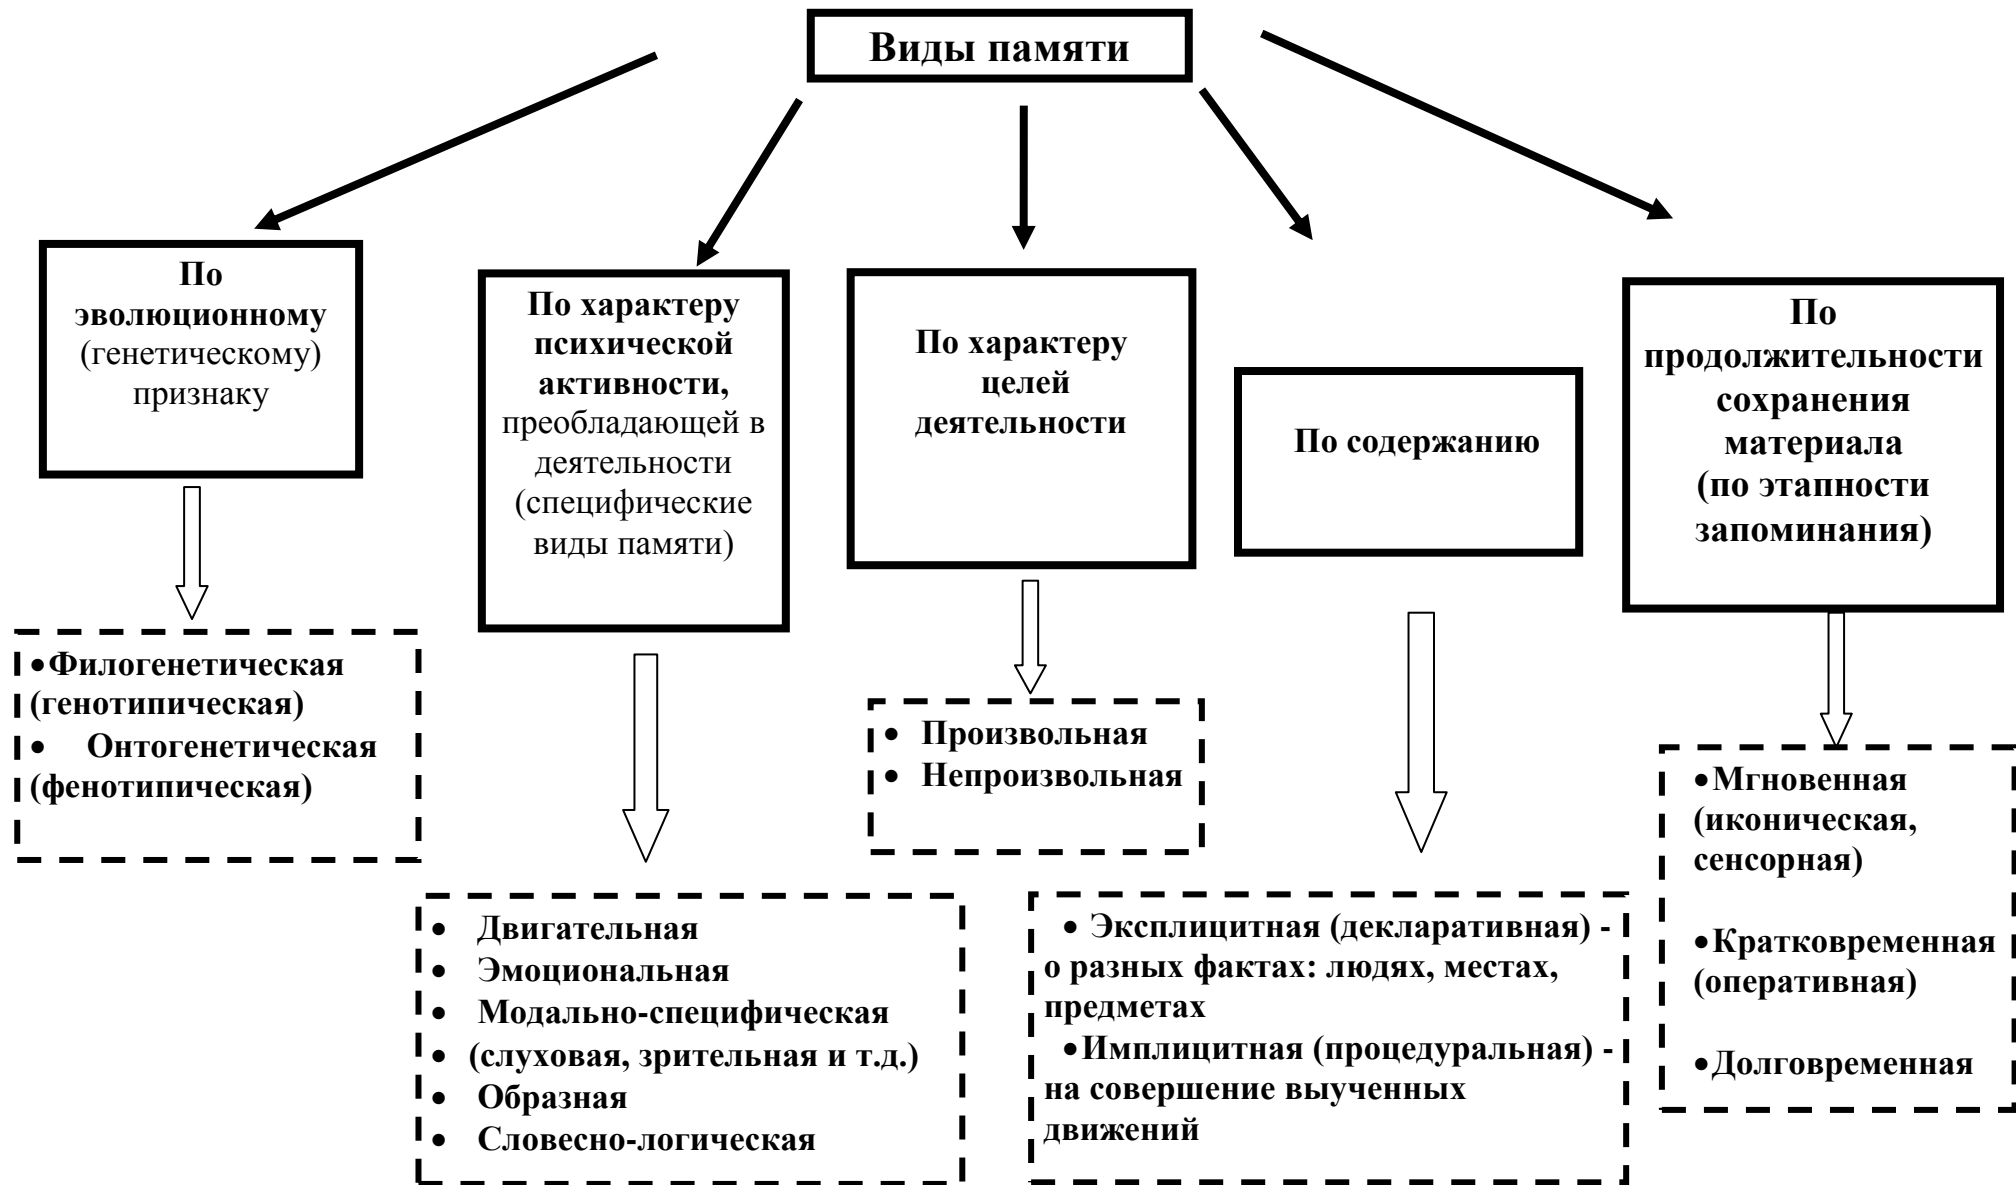 Виды памяти
По
эволюционному
(генетическому)
признаку
По характеру
психической
активности,
преобладающей в
деятельности
(специфические
виды памяти)
По характеру
целей
деятельности
По содержанию
По
продолжительности
сохранения
материала
(по этапности
запоминания)
•Филогенетическая
(генотипическая)
• Онтогенетическая
(фенотипическая)
• Двигательная
• Эмоциональная
• Модально-специфическая
• (слуховая, зрительная и т.д.)
• Образная
• Словесно-логическая
• Произвольная
• Непроизвольная
• Эксплицитная (декларативная) -
о разных фактах: людях, местах,
предметах
•Имплицитная (процедуральная) -
на совершение выученных
движений
•Мгновенная
(иконическая,
сенсорная)
•Кратковременная
(оперативная)
•Долговременная